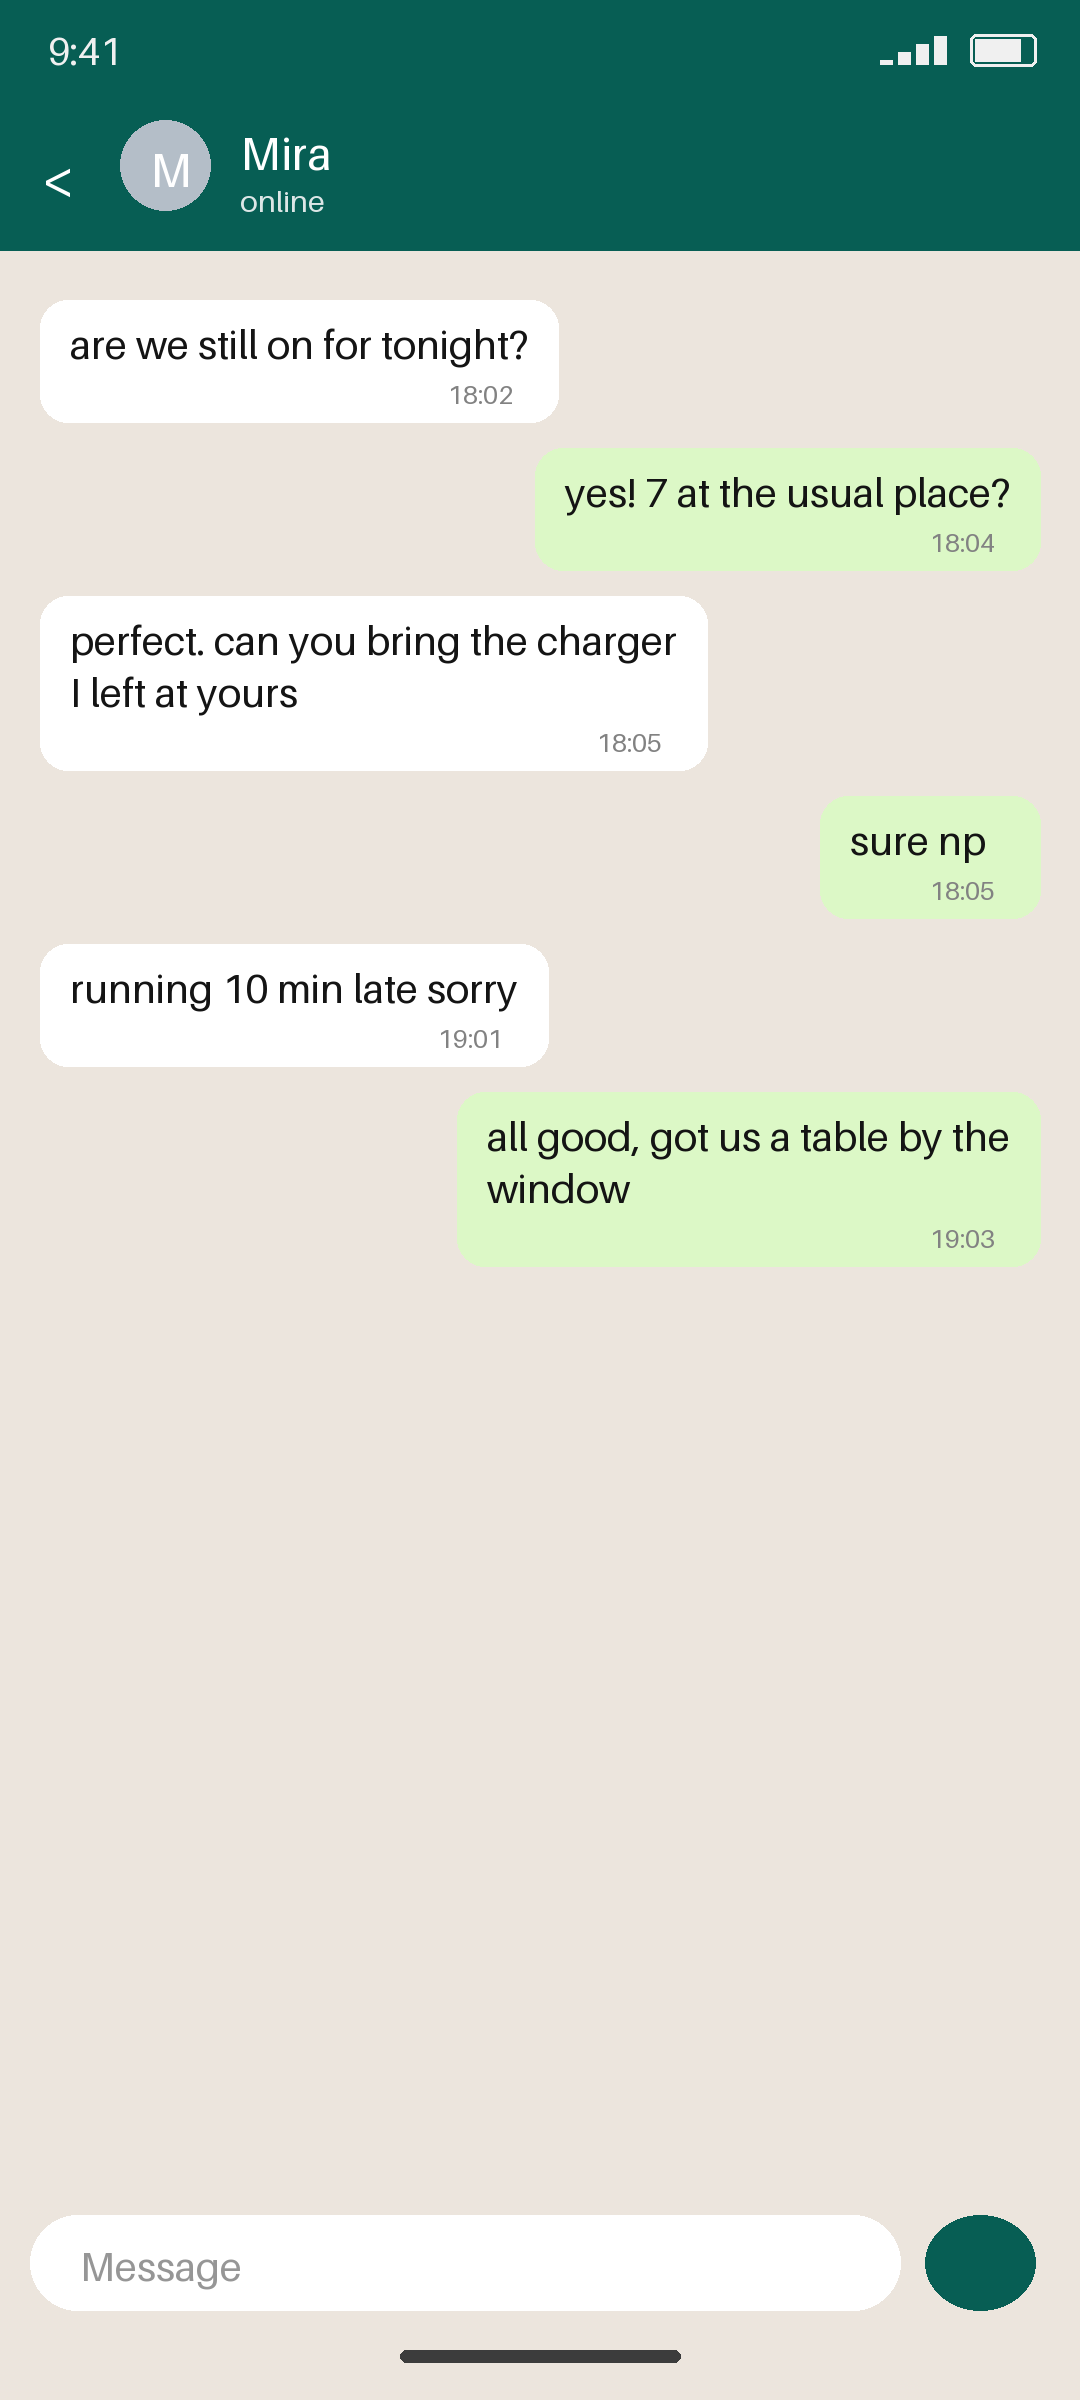 9:41
<
M
Mira
online
are we still on for tonight?
18:02
yes! 7 at the usual place?
18:04
perfect. can you bring the charger
I left at yours
18:05
sure np
18:05
running 10 min late sorry
19:01
all good, got us a table by the
window
19:03
Message